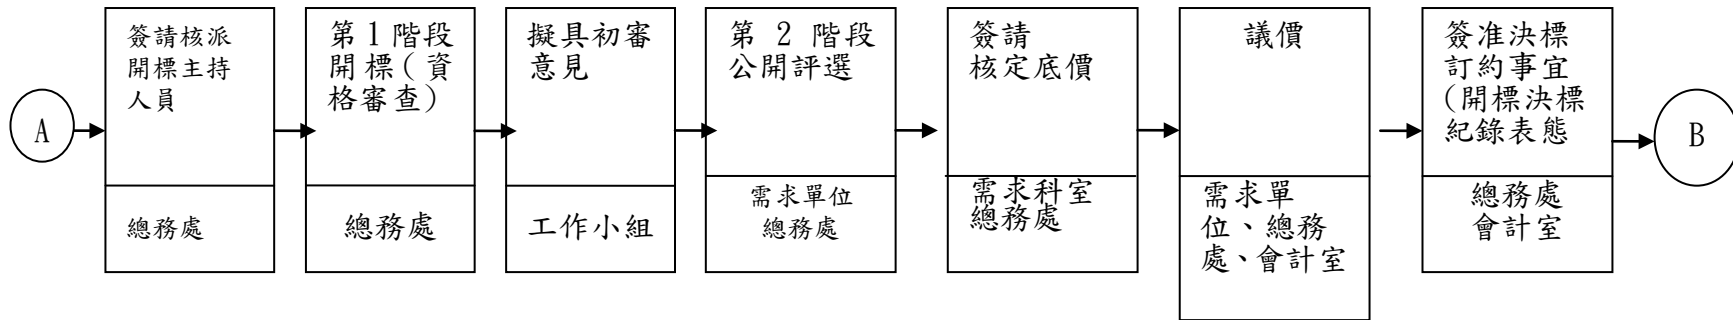 A
簽請核派
開標主持
人員
總務處
第1階段
開標(資
格審查)
總務處
擬具初審
意見
工作小組
第 2 階段
公開評選
需求單位
總務處
簽請
核定底價
需求科室
總務處
議價
需求單
位、總務
處、會計室
簽准決標
訂約事宜
(開標決標
紀錄表態
總務處
會計室
B